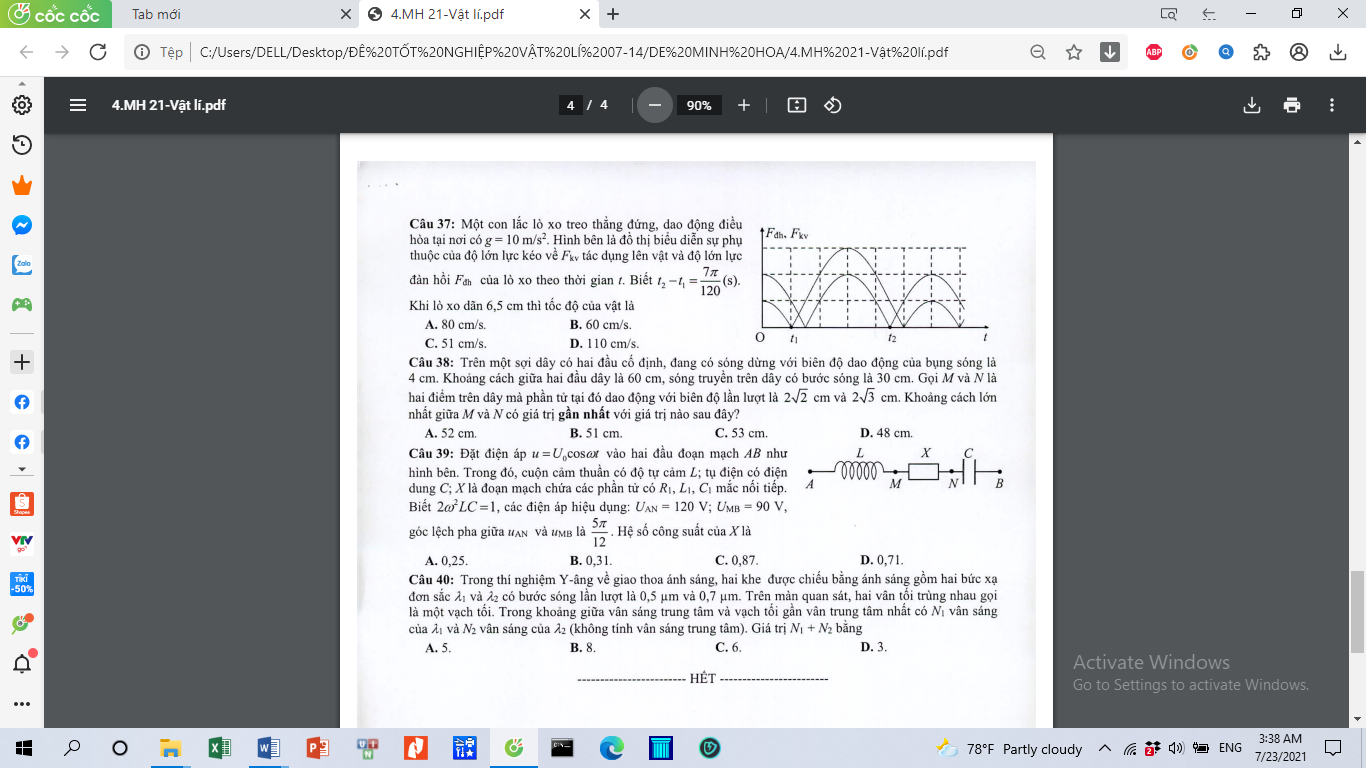 cốc cốc
Tab mới
4.MH 21-Vật lí.pdf
Tệp
C:/Users/DELL/Desktop/ĐÊ%20TỐT%20NGHIỆP%20VẬT%20LÍ%2007-14/DE%20MINH%20HOA/4.MH%2021-Vật%20lí.pdf
ABP
4.MH 21-Vật lí.pdf
4 / 4
90%
Câu 37: Một con lắc lò xo treo thẳng đứng, dao động điều
hòa tại nơi có g = 10 m/s². Hình bên là đồ thị biểu diễn sự phụ
thuộc của độ lớn lực kéo về Fkv tác dụng lên vật và độ lớn lực
đàn hồi Fđh của lò xo theo thời gian t. Biết t₂ – t₁ = 7π/120 (s).
Khi lò xo dãn 6,5 cm thì tốc độ của vật là
A. 80 cm/s. B. 60 cm/s.
C. 51 cm/s. D. 110 cm/s.
Fđh, Fkv
O t₁ t₂ t
Câu 38: Trên một sợi dây có hai đầu cố định, đang có sóng dừng với biên độ dao động của bụng sóng là
4 cm. Khoảng cách giữa hai đầu dây là 60 cm, sóng truyền trên dây có bước sóng là 30 cm. Gọi M và N là
hai điểm trên dây mà phần tử tại đó dao động với biên độ lần lượt là 2√2 cm và 2√3 cm. Khoảng cách lớn
nhất giữa M và N có giá trị gần nhất với giá trị nào sau đây?
A. 52 cm. B. 51 cm. C. 53 cm. D. 48 cm.
Câu 39: Đặt điện áp u = U₀cosωt vào hai đầu đoạn mạch AB như
hình bên. Trong đó, cuộn cảm thuần có độ tự cảm L; tụ điện có điện
dung C; X là đoạn mạch chứa các phần tử có R₁, L₁, C₁ mắc nối tiếp.
Biết 2ω²LC = 1, các điện áp hiệu dụng: UAN = 120 V; UMB = 90 V,
góc lệch pha giữa uAN và uMB là 5π/12. Hệ số công suất của X là
A. 0,25. B. 0,31. C. 0,87. D. 0,71.
L X C
A M N B
Câu 40: Trong thí nghiệm Y-âng về giao thoa ánh sáng, hai khe được chiếu bằng ánh sáng gồm hai bức xạ
đơn sắc λ₁ và λ₂ có bước sóng lần lượt là 0,5 μm và 0,7 μm. Trên màn quan sát, hai vân tối trùng nhau gọi
là một vạch tối. Trong khoảng giữa vân sáng trung tâm và vạch tối gần vân trung tâm nhất có N₁ vân sáng
của λ₁ và N₂ vân sáng của λ₂ (không tính vân sáng trung tâm). Giá trị N₁ + N₂ bằng
A. 5. B. 8. C. 6. D. 3.
------------------------ HẾT ------------------------
Zalo
Shopee
VTV
go
TIKI
-50%
Activate Windows
Go to Settings to activate Windows.
78°F Partly cloudy
ENG
3:38 AM
7/23/2021